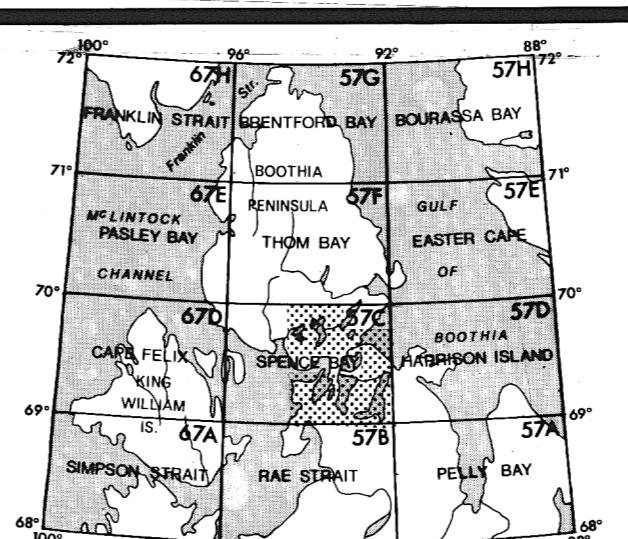 100° 96° 92° 88°
72° 67H 57G 57H 72°
Str.
FRANKLIN STRAIT BRENTFORD BAY BOURASSA BAY
Franklin
71° BOOTHIA 71°
67E 57F 57E
PENINSULA GULF
McLINTOCK
PASLEY BAY THOM BAY EASTER CAPE
CHANNEL OF
70° 70°
67D 57C 57D
BOOTHIA
CAPE FELIX SPENCE BAY HARRISON ISLAND
KING
WILLIAM
69° IS. 69°
67A 57B 57A
SIMPSON STRAIT RAE STRAIT PELLY BAY
68° 68°
100°